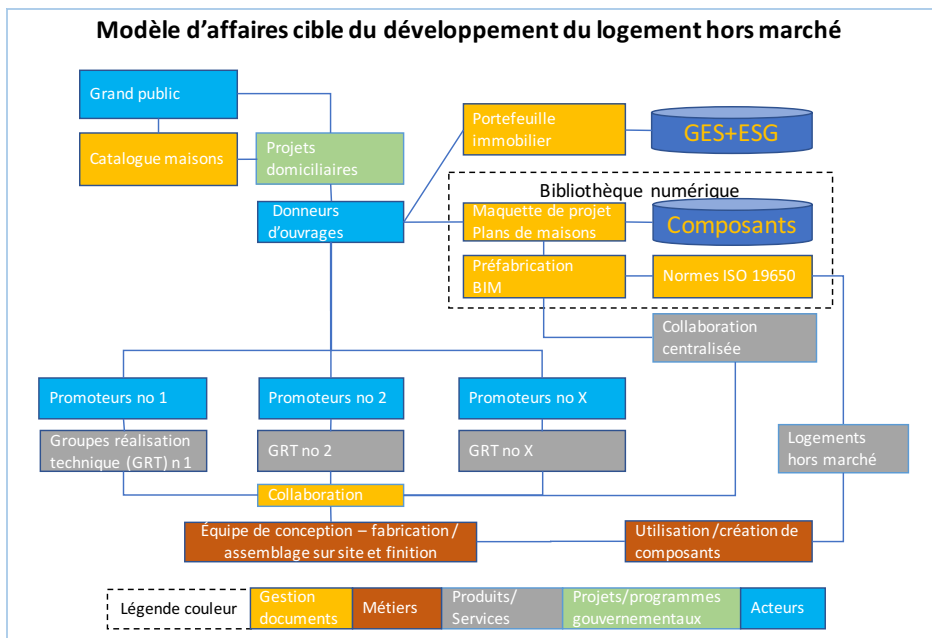 Modèle d'affaires cible du développement du logement hors marché
Grand public
Catalogue maisons
Projets
domiciliaires
Donneurs
d'ouvrages
Portefeuille
immobilier
GES+ESG
Bibliothèque numérique
Maquette de projet
Plans de maisons
Composants
Préfabrication
BIM
Normes ISO 19650
Collaboration
centralisée
Promoteurs no 1
Promoteurs no 2
Promoteurs no X
Groupes réalisation
technique (GRT) n 1
GRT no 2
GRT no X
Logements
hors marché
Collaboration
Équipe de conception – fabrication /
assemblage sur site et finition
Utilisation /création de
composants
Légende couleur
Gestion
documents
Métiers
Produits/
Services
Projets/programmes
gouvernementaux
Acteurs